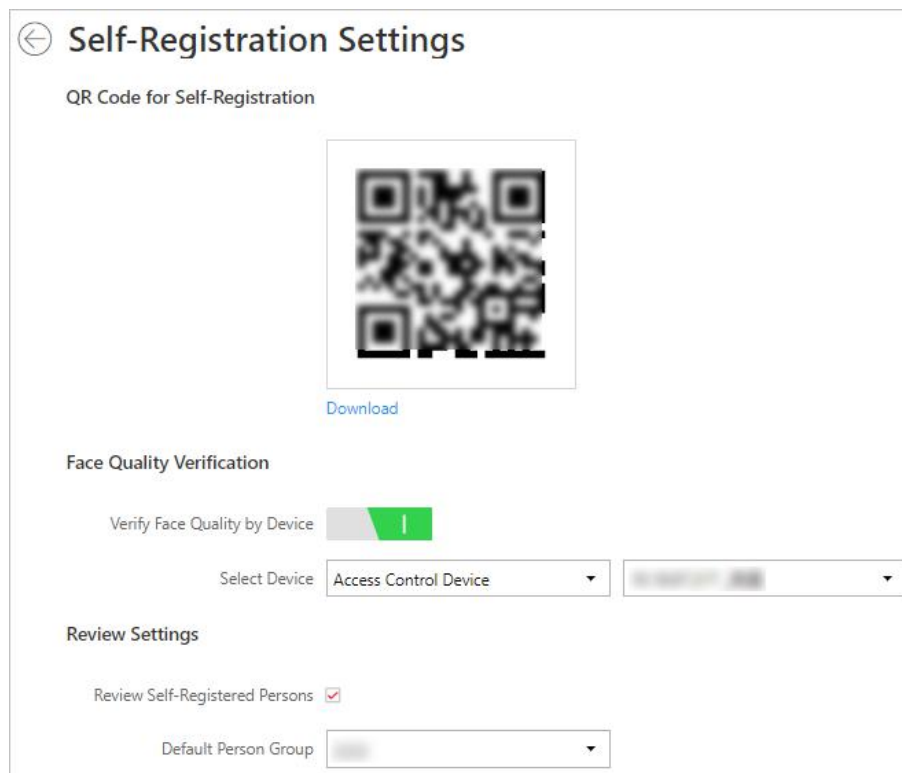 Self-Registration Settings
QR Code for Self-Registration
Download
Face Quality Verification
Verify Face Quality by Device
Select Device Access Control Device
Review Settings
Review Self-Registered Persons
Default Person Group